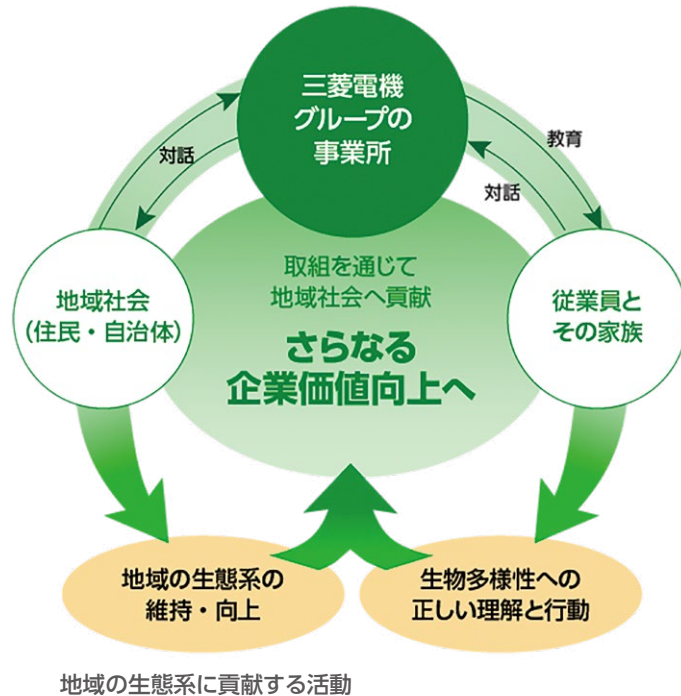 三菱電機
グループの
事業所
対話
教育
対話
取組を通じて
地域社会へ貢献
さらなる
企業価値向上へ
地域社会
(住民・自治体)
従業員と
その家族
地域の生態系の
維持・向上
生物多様性への
正しい理解と行動
地域の生態系に貢献する活動